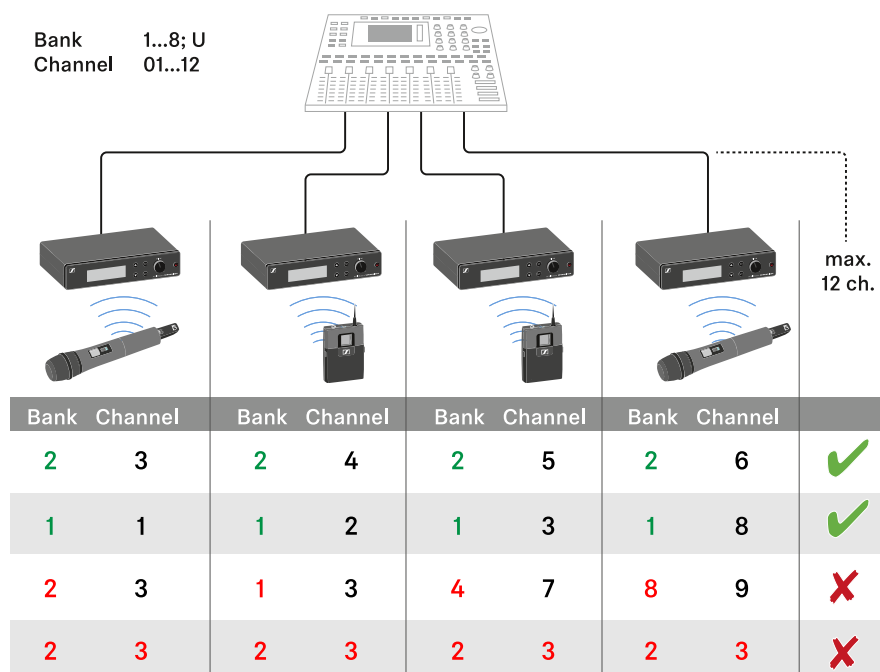 Bank 1...8; U
Channel 01...12
max.
12 ch.
Bank Channel Bank Channel Bank Channel Bank Channel
2 3 2 4 2 5 2 6
1 1 1 2 1 3 1 8
2 3 1 3 4 7 8 9
2 3 2 3 2 3 2 3